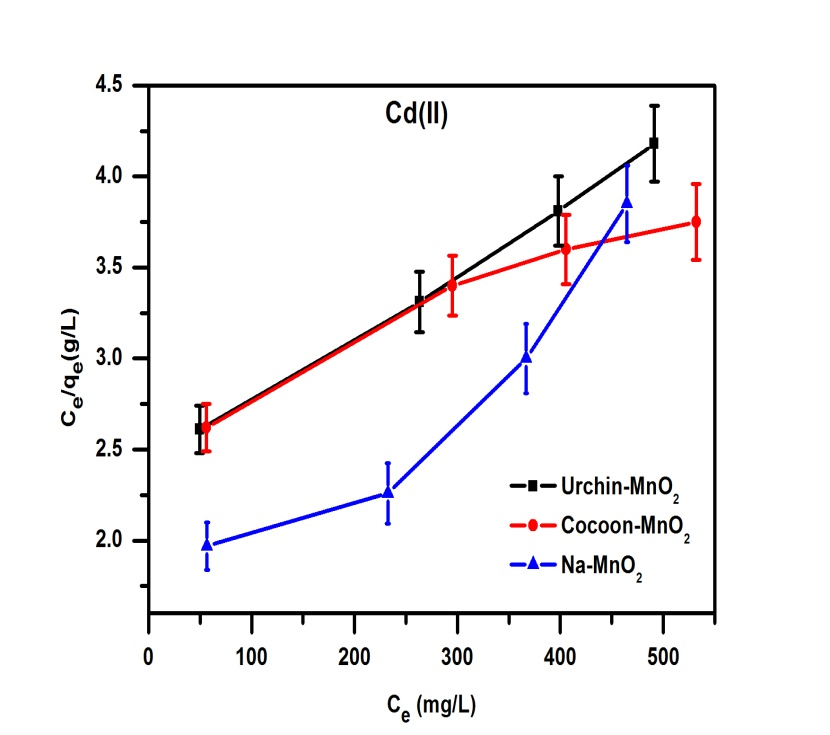 Cd(II)
4.5
4.0
3.5
3.0
2.5
2.0
Ce/qe(g/L)
Urchin-MnO2
Cocoon-MnO2
Na-MnO2
0 100 200 300 400 500
Ce (mg/L)